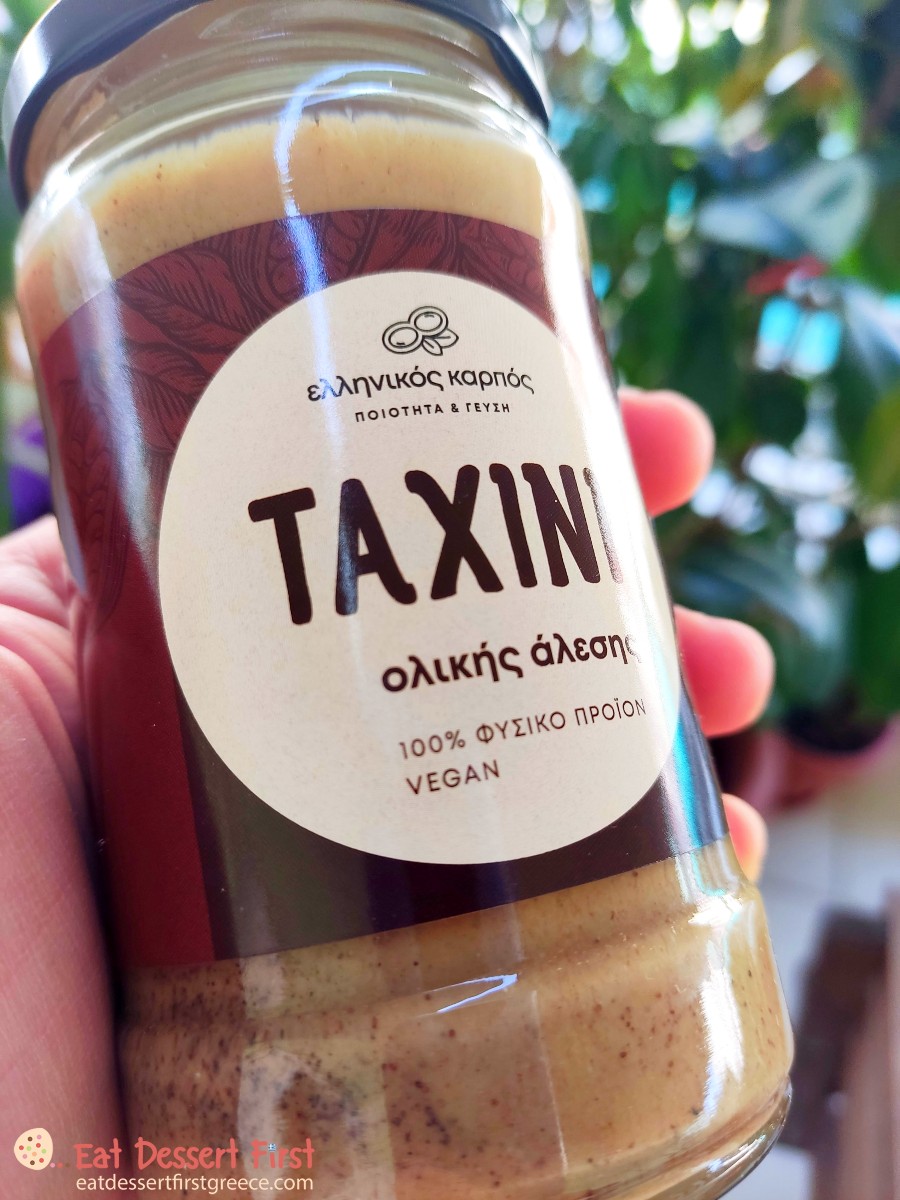 ελληνικός καρπός
ΠΟΙΟΤΗΤΑ & ΓΕΥΣΗ
ΤΑΧΙΝΙ
ολικής άλεσης
100% ΦΥΣΙΚΟ ΠΡΟΪΟΝ
VEGAN
Eat Dessert First
eatdessertfirstgreece.com